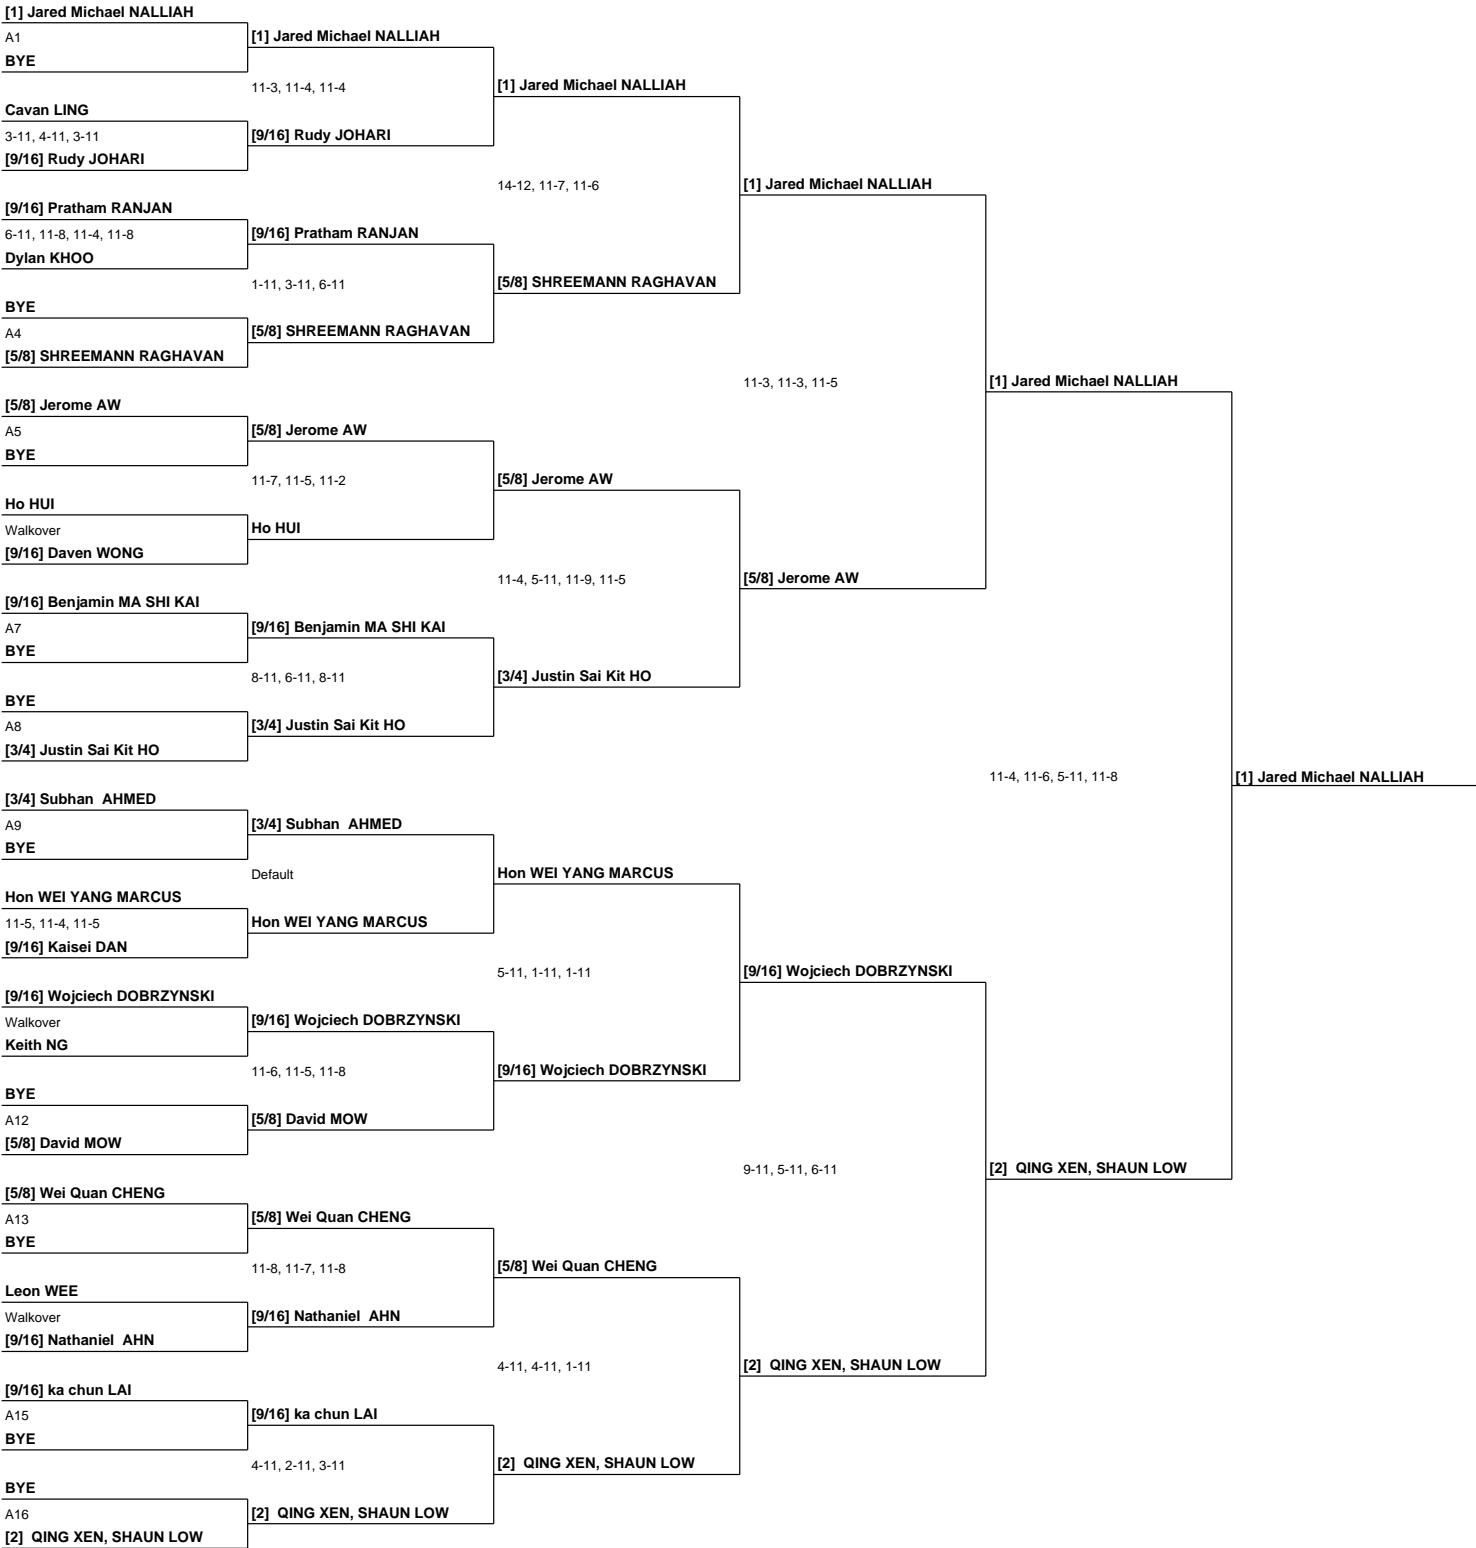 [1] Jared Michael NALLIAH
A1
BYE
Cavan LING
3-11, 4-11, 3-11
[9/16] Rudy JOHARI
[9/16] Pratham RANJAN
6-11, 11-8, 11-4, 11-8
Dylan KHOO
BYE
A4
[5/8] SHREEMANN RAGHAVAN
[5/8] Jerome AW
A5
BYE
Ho HUI
Walkover
[9/16] Daven WONG
[9/16] Benjamin MA SHI KAI
A7
BYE
BYE
A8
[3/4] Justin Sai Kit HO
[3/4] Subhan  AHMED
A9
BYE
Hon WEI YANG MARCUS
11-5, 11-4, 11-5
[9/16] Kaisei DAN
[9/16] Wojciech DOBRZYNSKI
Walkover
Keith NG
BYE
A12
[5/8] David MOW
[5/8] Wei Quan CHENG
A13
BYE
Leon WEE
Walkover
[9/16] Nathaniel  AHN
[9/16] ka chun LAI
A15
BYE
BYE
A16
[2]  QING XEN, SHAUN LOW
[1] Jared Michael NALLIAH
11-3, 11-4, 11-4
[9/16] Rudy JOHARI
[9/16] Pratham RANJAN
1-11, 3-11, 6-11
[5/8] SHREEMANN RAGHAVAN
[5/8] Jerome AW
11-7, 11-5, 11-2
Ho HUI
[9/16] Benjamin MA SHI KAI
8-11, 6-11, 8-11
[3/4] Justin Sai Kit HO
[3/4] Subhan  AHMED
Default
Hon WEI YANG MARCUS
[9/16] Wojciech DOBRZYNSKI
11-6, 11-5, 11-8
[5/8] David MOW
[5/8] Wei Quan CHENG
11-8, 11-7, 11-8
[9/16] Nathaniel  AHN
[9/16] ka chun LAI
4-11, 2-11, 3-11
[2]  QING XEN, SHAUN LOW
[1] Jared Michael NALLIAH
14-12, 11-7, 11-6
[5/8] SHREEMANN RAGHAVAN
[5/8] Jerome AW
11-4, 5-11, 11-9, 11-5
[3/4] Justin Sai Kit HO
Hon WEI YANG MARCUS
5-11, 1-11, 1-11
[9/16] Wojciech DOBRZYNSKI
[5/8] Wei Quan CHENG
4-11, 4-11, 1-11
[2]  QING XEN, SHAUN LOW
[1] Jared Michael NALLIAH
11-3, 11-3, 11-5
[5/8] Jerome AW
[9/16] Wojciech DOBRZYNSKI
9-11, 5-11, 6-11
[2]  QING XEN, SHAUN LOW
[1] Jared Michael NALLIAH
11-4, 11-6, 5-11, 11-8
[2]  QING XEN, SHAUN LOW
[1] Jared Michael NALLIAH